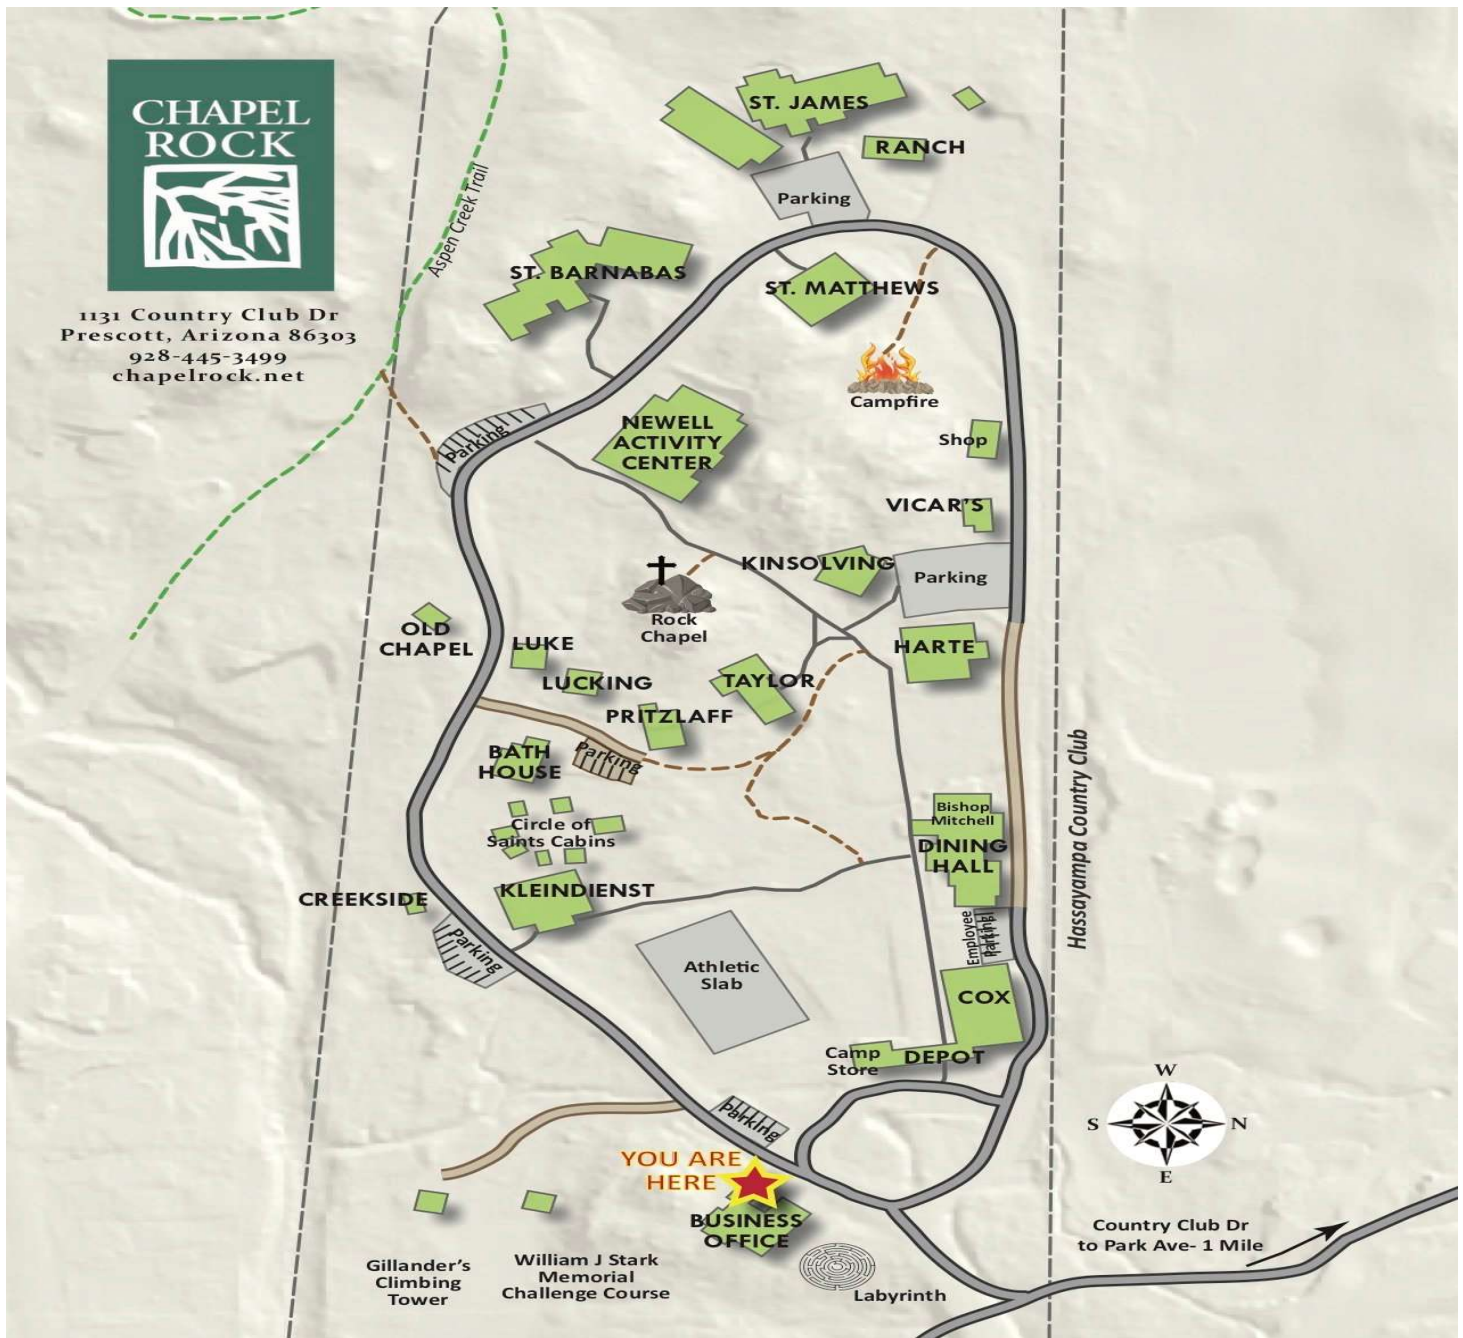 CHAPEL
ROCK
1131 Country Club Dr
Prescott, Arizona 86303
928-445-3499
chapelrock.net
Aspen Creek Trail
ST. JAMES
RANCH
Parking
ST. BARNABAS
ST. MATTHEWS
Campfire
Parking
NEWELL
ACTIVITY
CENTER
Shop
VICAR'S
KINSOLVING
Parking
Rock
Chapel
OLD
CHAPEL
LUKE
LUCKING
HARTE
TAYLOR
PRITZLAFF
BATH
HOUSE
Parking
Hassayampa Country Club
Circle of
Saints Cabins
Bishop
Mitchell
DINING
HALL
CREEKSIDE
KLEINDIENST
Parking
Employee
Parking
Athletic
Slab
COX
Camp
Store
DEPOT
Parking
YOU ARE
HERE
BUSINESS
OFFICE
W
S
N
E
Country Club Dr
to Park Ave- 1 Mile
Gillander's
Climbing
Tower
William J Stark
Memorial
Challenge Course
Labyrinth